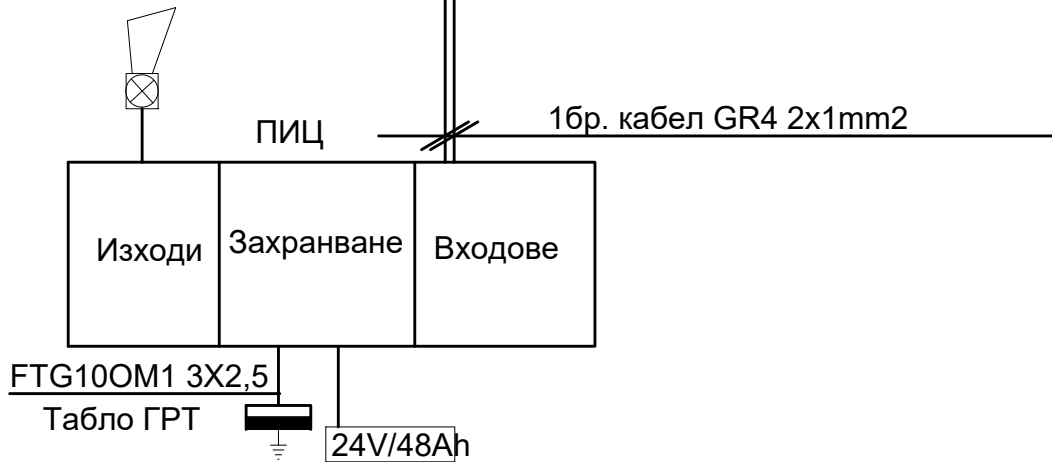 ПИЦ
1бр. кабел GR4 2x1mm2
Изходи
Захранване
Входове
FTG10OM1 3X2,5
Табло ГРТ
24V/48Ah